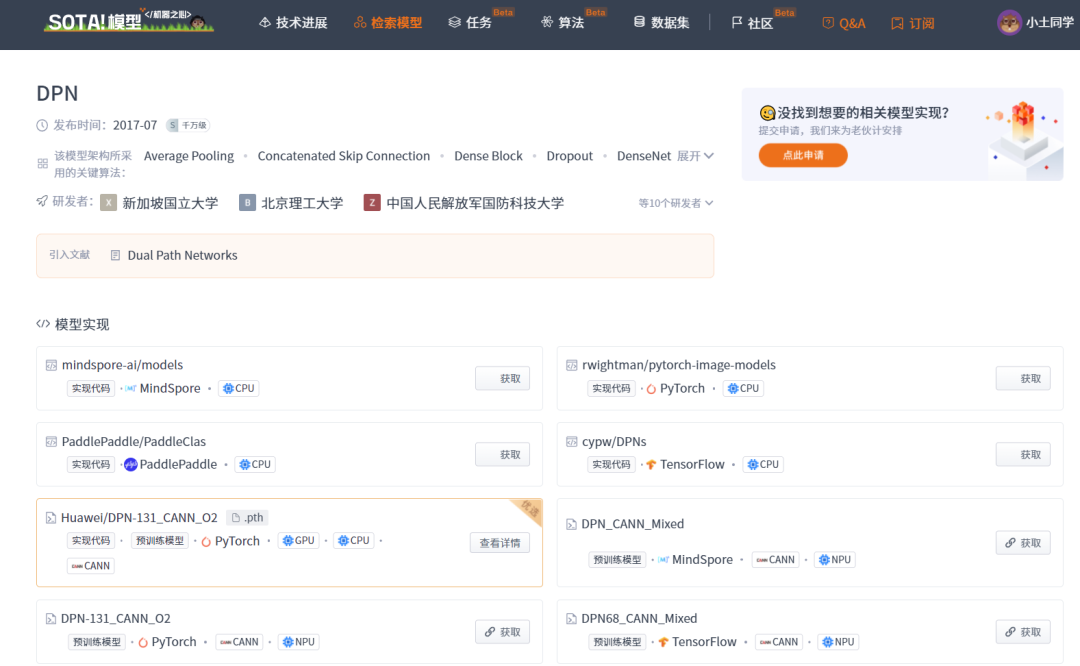 SOTA!模型 </机器之心>
技术进展
检索模型
任务 Beta
算法 Beta
数据集
社区 Beta
Q&A
订阅
小土同学
DPN
发布时间: 2017-07 S 千万级
该模型架构所采用的关键算法: Average Pooling • Concatenated Skip Connection • Dense Block • Dropout • DenseNet 展开
研发者: X 新加坡国立大学 B 北京理工大学 Z 中国人民解放军国防科技大学 等10个研发者
引入文献 Dual Path Networks
没找到想要的相关模型实现?
提交申请,我们来为老伙计安排
点此申请
</> 模型实现
mindspore-ai/models
实现代码 • MindSpore • CPU
获取
rwightman/pytorch-image-models
实现代码 • PyTorch • CPU
获取
PaddlePaddle/PaddleClas
实现代码 • PaddlePaddle • CPU
获取
cypw/DPNs
实现代码 • TensorFlow • CPU
获取
Huawei/DPN-131_CANN_O2 .pth
优选
实现代码 • 预训练模型 • PyTorch • GPU • CPU •
CANN
查看详情
DPN_CANN_Mixed
预训练模型 • MindSpore • CANN • NPU
获取
DPN-131_CANN_O2
预训练模型 • PyTorch • CANN • NPU
获取
DPN68_CANN_Mixed
预训练模型 • TensorFlow • CANN • NPU
获取